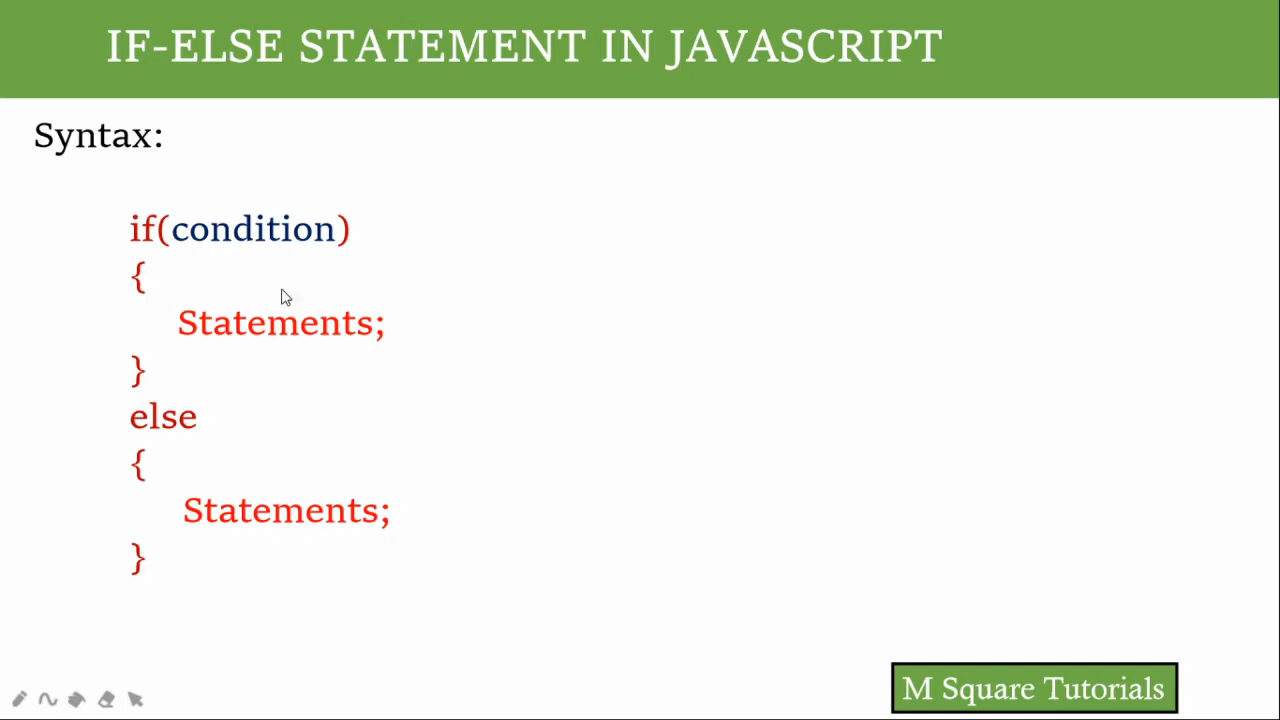 IF-ELSE STATEMENT IN JAVASCRIPT
Syntax:
if(condition)
{
Statements;
}
else
{
Statements;
}
M Square Tutorials